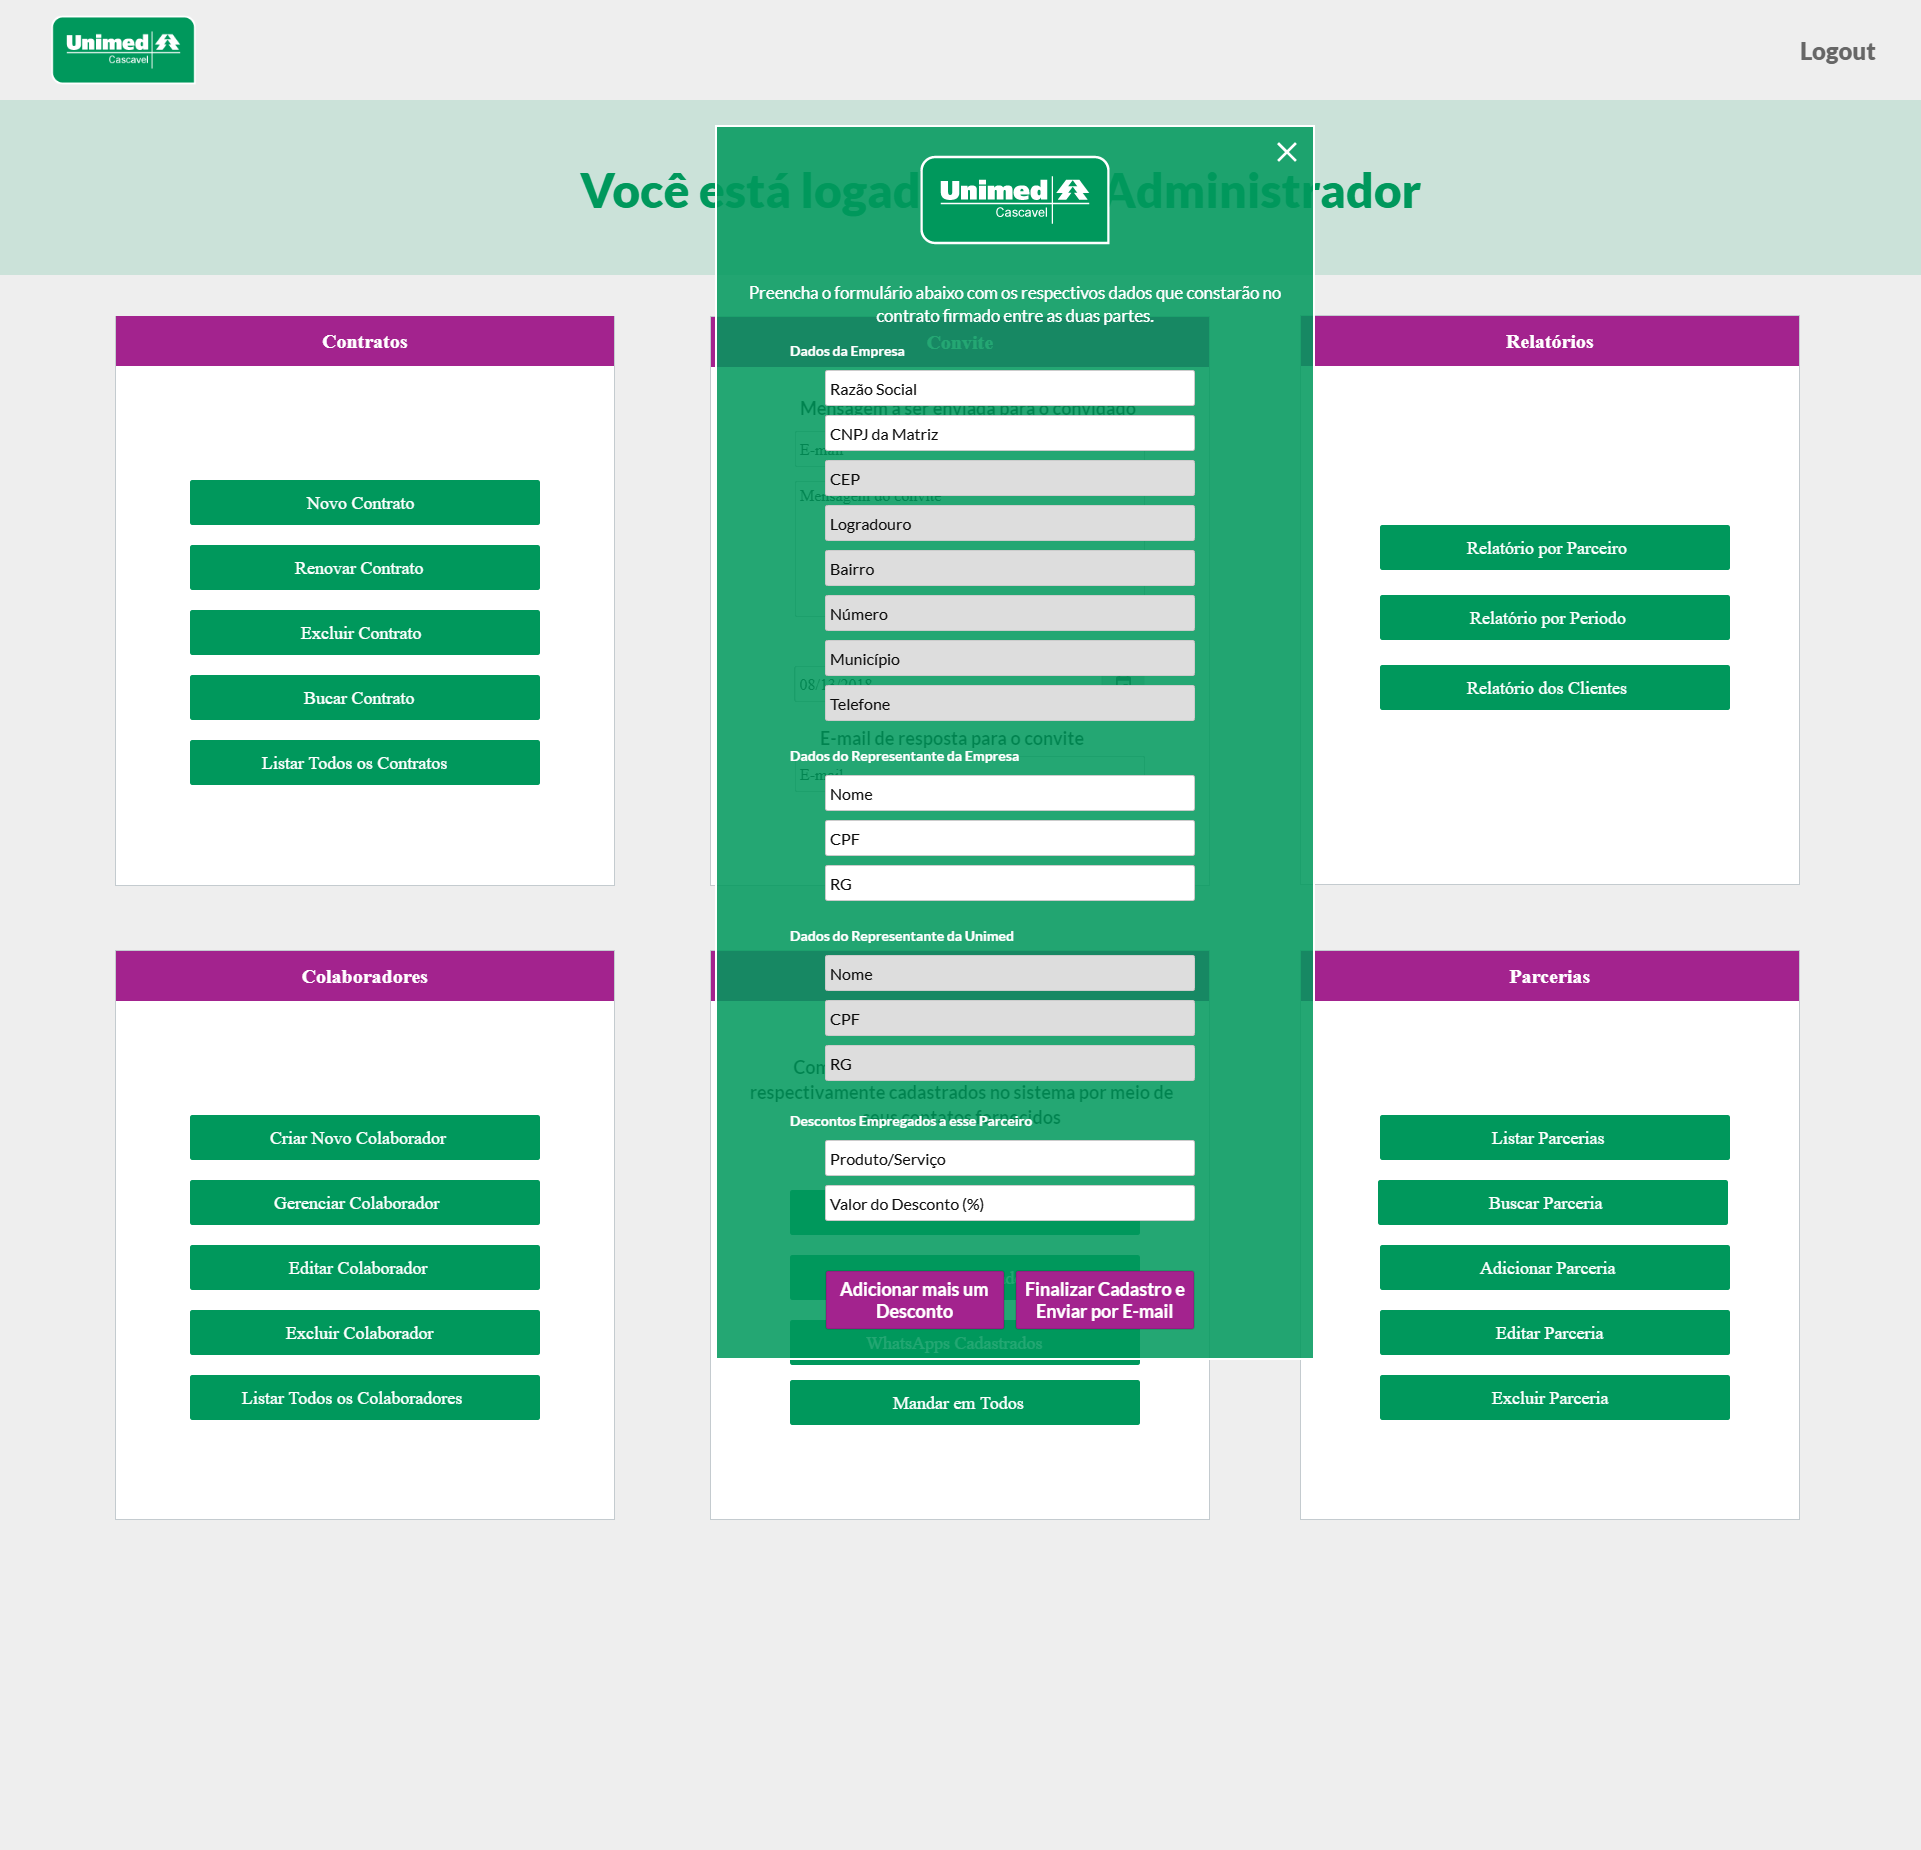 Unimed
Cascavel
Logout
Você está logad Administrador
Unimed
Cascavel
Preencha o formulário abaixo com os respectivos dados que constarão no
contrato firmado entre as duas partes.
Dados da Empresa
Razão Social
CNPJ da Matriz
CEP
Logradouro
Bairro
Número
Município
Telefone
Dados do Representante da Empresa
Nome
CPF
RG
Dados do Representante da Unimed
Nome
CPF
RG
Descontos Empregados a esse Parceiro
Produto/Serviço
Valor do Desconto (%)
Adicionar mais um
Desconto
Finalizar Cadastro e
Enviar por E-mail
Contratos
Novo Contrato
Renovar Contrato
Excluir Contrato
Bucar Contrato
Listar Todos os Contratos
Convite
Mensagem a ser enviada para o convidado
E-mail
Mensagem do convite
08/13/2018
E-mail de resposta para o convite
E-mail
Relatórios
Relatório por Parceiro
Relatório por Periodo
Relatório dos Clientes
Colaboradores
Criar Novo Colaborador
Gerenciar Colaborador
Editar Colaborador
Excluir Colaborador
Listar Todos os Colaboradores
respectivamente cadastrados no sistema por meio de
seus contatos fornecidos
WhatsApps Cadastrados
Mandar em Todos
Parcerias
Listar Parcerias
Buscar Parceria
Adicionar Parceria
Editar Parceria
Excluir Parceria